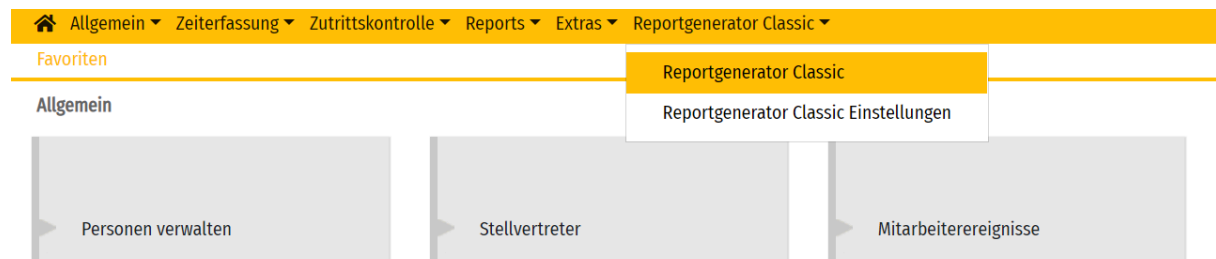 Allgemein Zeiterfassung Zutrittskontrolle Reports Extras Reportgenerator Classic
Favoriten
Reportgenerator Classic
Allgemein
Reportgenerator Classic Einstellungen
Personen verwalten
Stellvertreter
Mitarbeiterereignisse